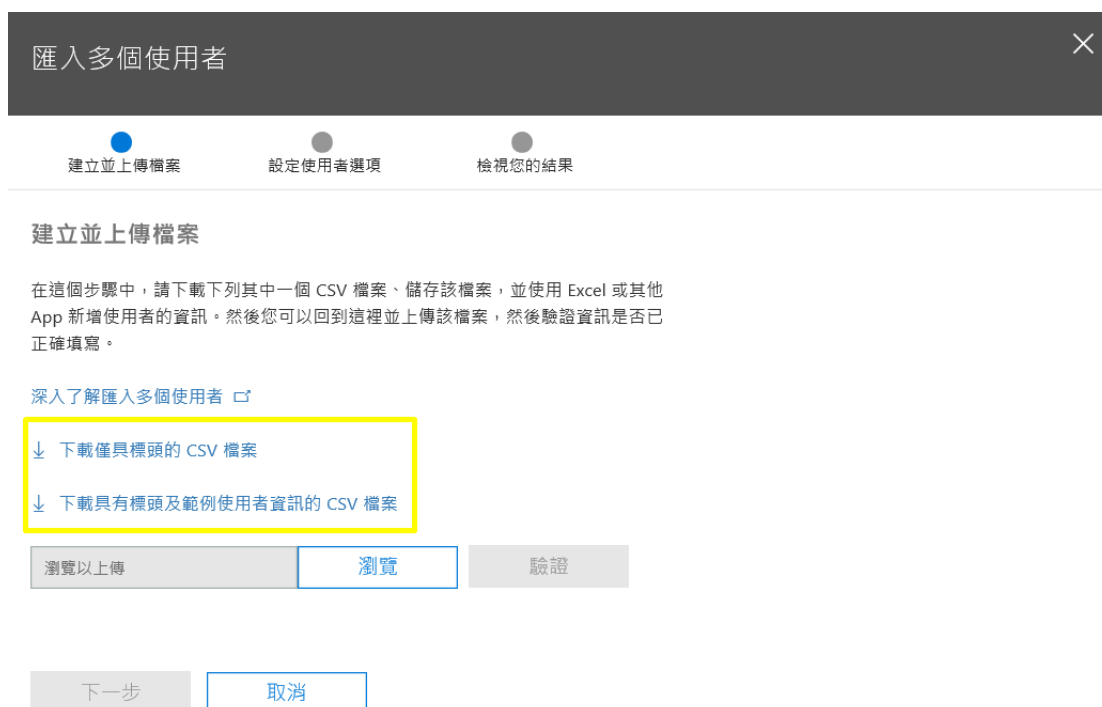 匯入多個使用者
建立並上傳檔案
設定使用者選項
檢視您的結果
建立並上傳檔案
在這個步驟中，請下載下列其中一個 CSV 檔案、儲存該檔案，並使用 Excel 或其他
App 新增使用者的資訊。然後您可以回到這裡並上傳該檔案，然後驗證資訊是否已
正確填寫。
深入了解匯入多個使用者
下載僅具標頭的 CSV 檔案
下載具有標頭及範例使用者資訊的 CSV 檔案
瀏覽以上傳
瀏覽
驗證
下一步
取消